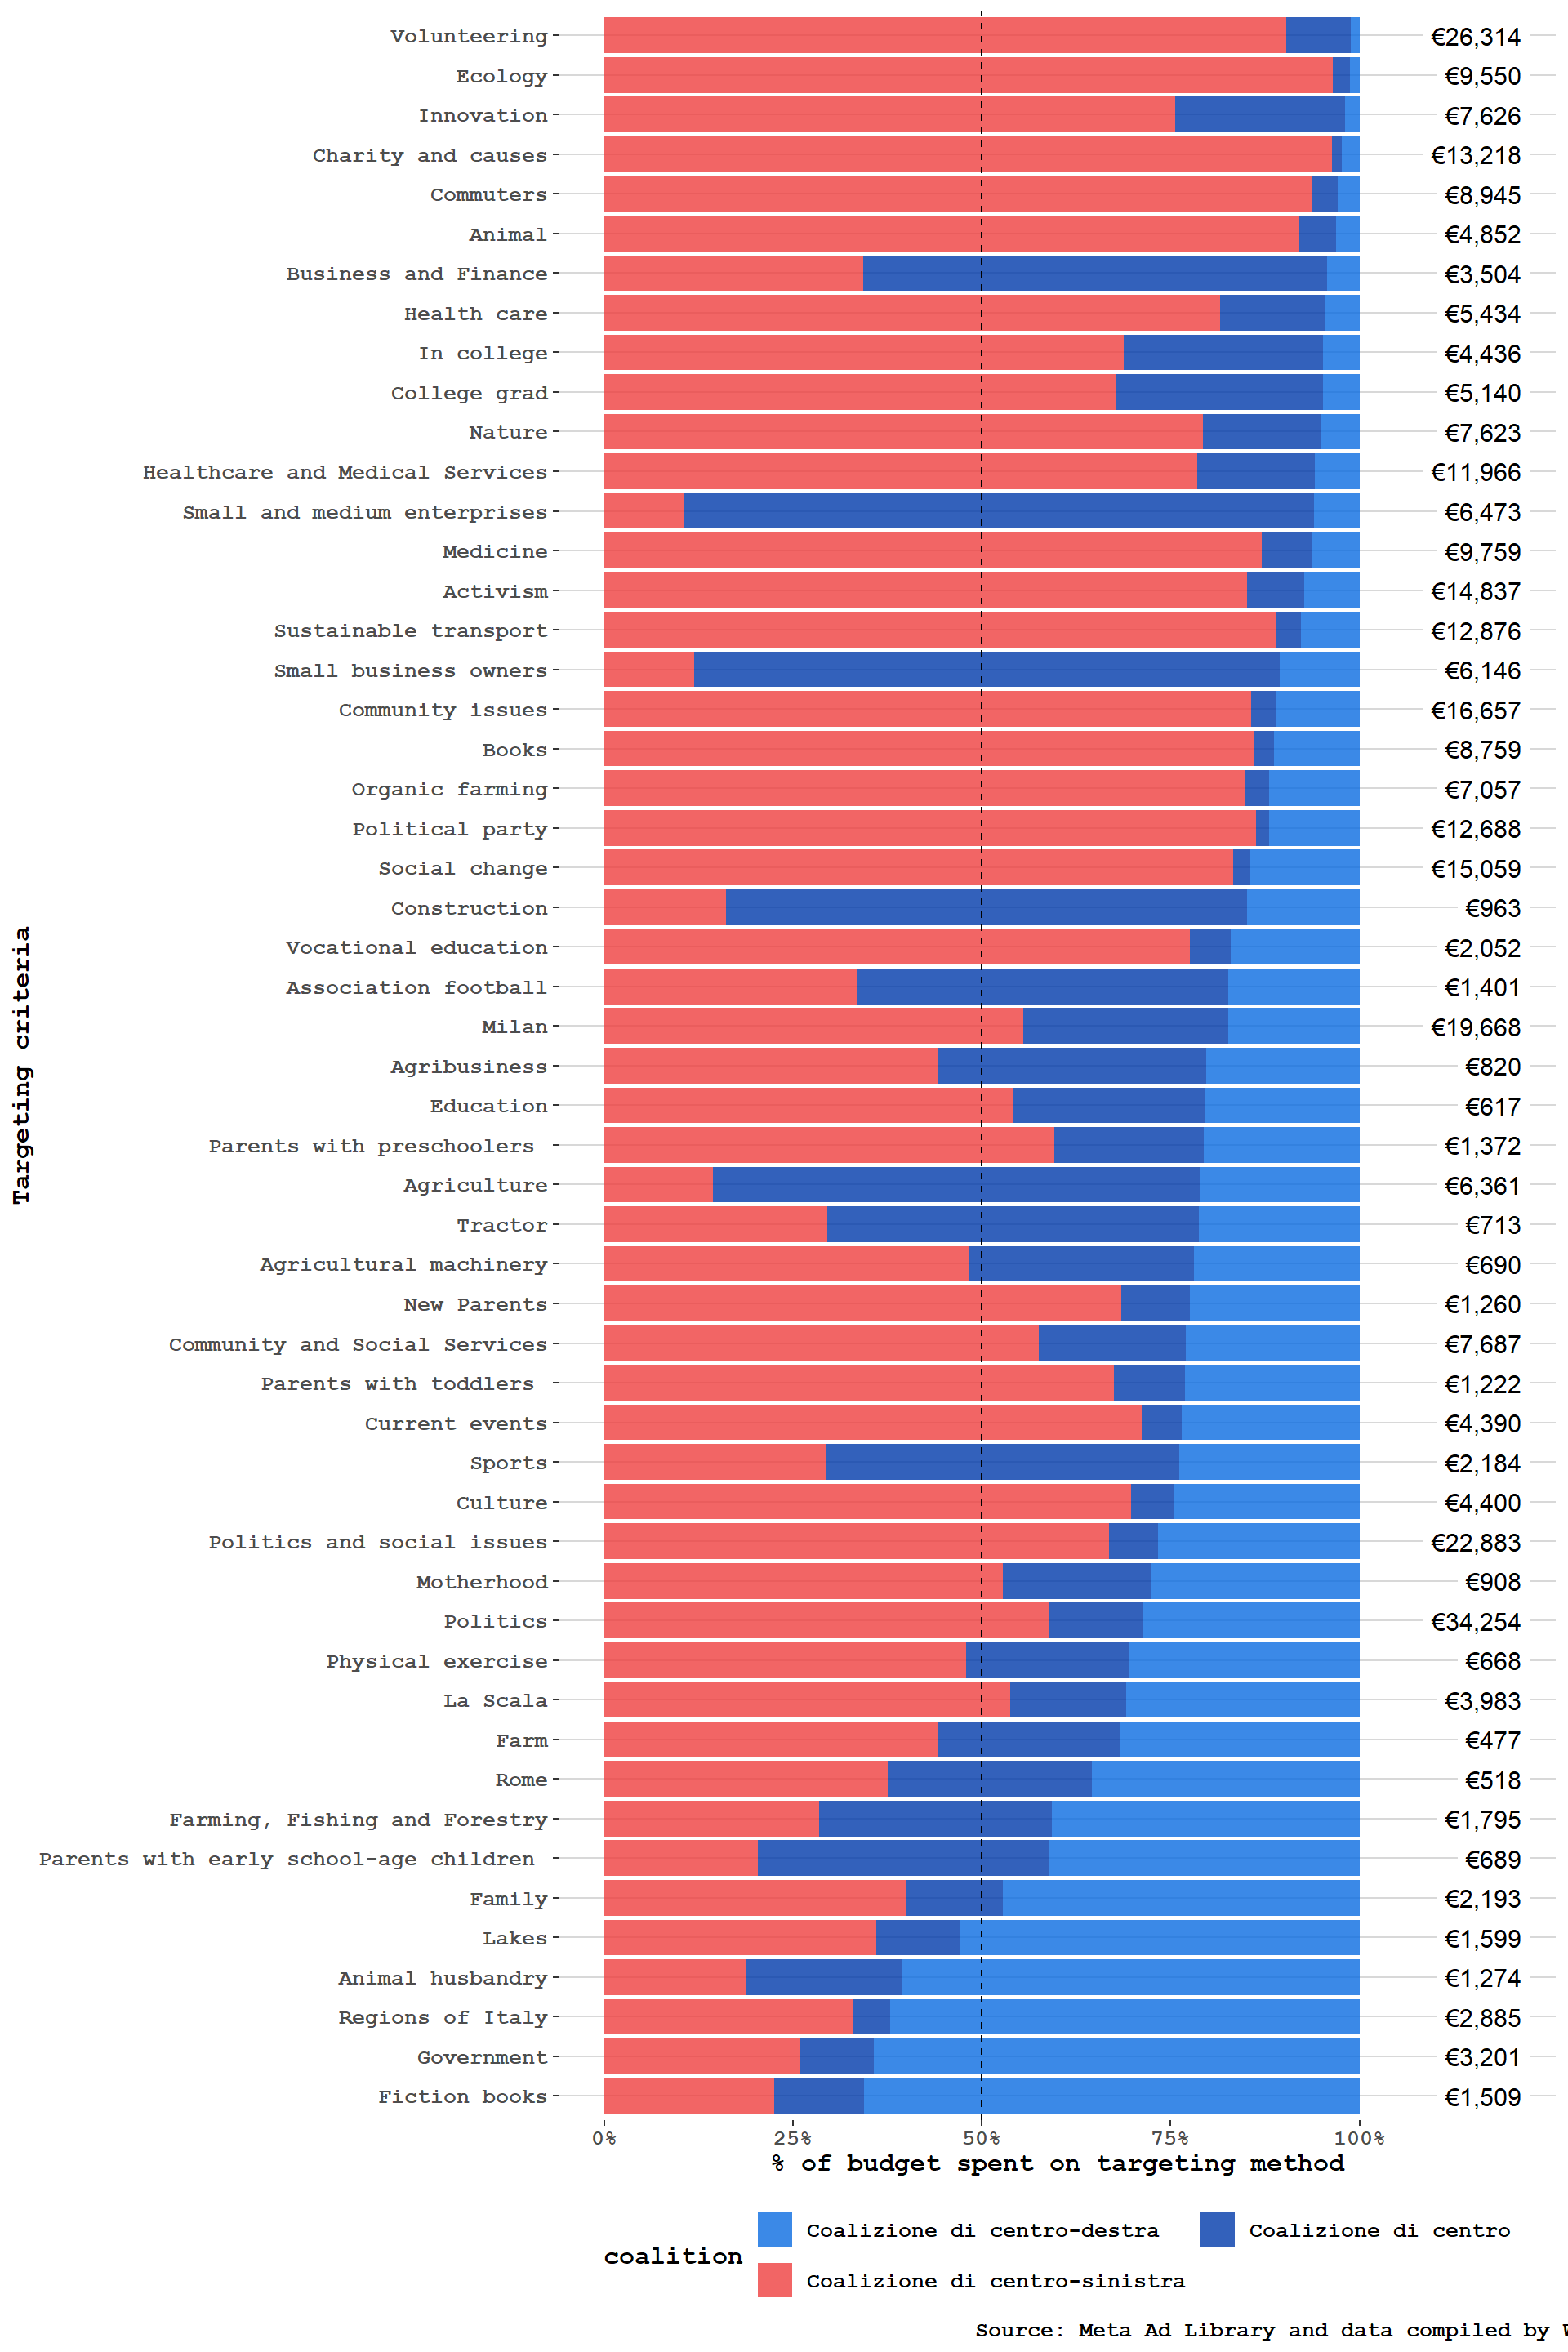 Volunteering €26,314
Ecology €9,550
Innovation €7,626
Charity and causes €13,218
Commuters €8,945
Animal €4,852
Business and Finance €3,504
Health care €5,434
In college €4,436
College grad €5,140
Nature €7,623
Healthcare and Medical Services €11,966
Small and medium enterprises €6,473
Medicine €9,759
Activism €14,837
Sustainable transport €12,876
Small business owners €6,146
Community issues €16,657
Books €8,759
Organic farming €7,057
Political party €12,688
Social change €15,059
Construction €963
Vocational education €2,052
Association football €1,401
Milan €19,668
Agribusiness €820
Education €617
Parents with preschoolers €1,372
Agriculture €6,361
Tractor €713
Agricultural machinery €690
New Parents €1,260
Community and Social Services €7,687
Parents with toddlers €1,222
Current events €4,390
Sports €2,184
Culture €4,400
Politics and social issues €22,883
Motherhood €908
Politics €34,254
Physical exercise €668
La Scala €3,983
Farm €477
Rome €518
Farming, Fishing and Forestry €1,795
Parents with early school-age children €689
Family €2,193
Lakes €1,599
Animal husbandry €1,274
Regions of Italy €2,885
Government €3,201
Fiction books €1,509
Targeting criteria
0% 25% 50% 75% 100%
% of budget spent on targeting method
coalition
Coalizione di centro-destra Coalizione di centro
Coalizione di centro-sinistra
Source: Meta Ad Library and data compiled by